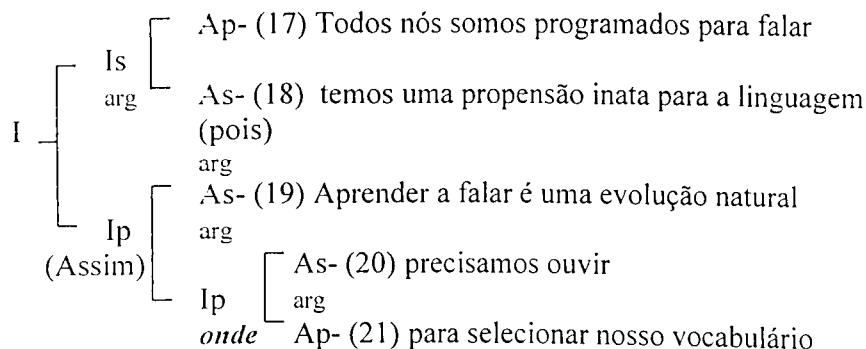 Ap- (17) Todos nós somos programados para falar
Is
arg
As- (18) temos uma propensão inata para a linguagem
(pois)
arg
I
As- (19) Aprender a falar é uma evolução natural
arg
Ip
(Assim)
As- (20) precisamos ouvir
arg
Ip
onde
Ap- (21) para selecionar nosso vocabulário